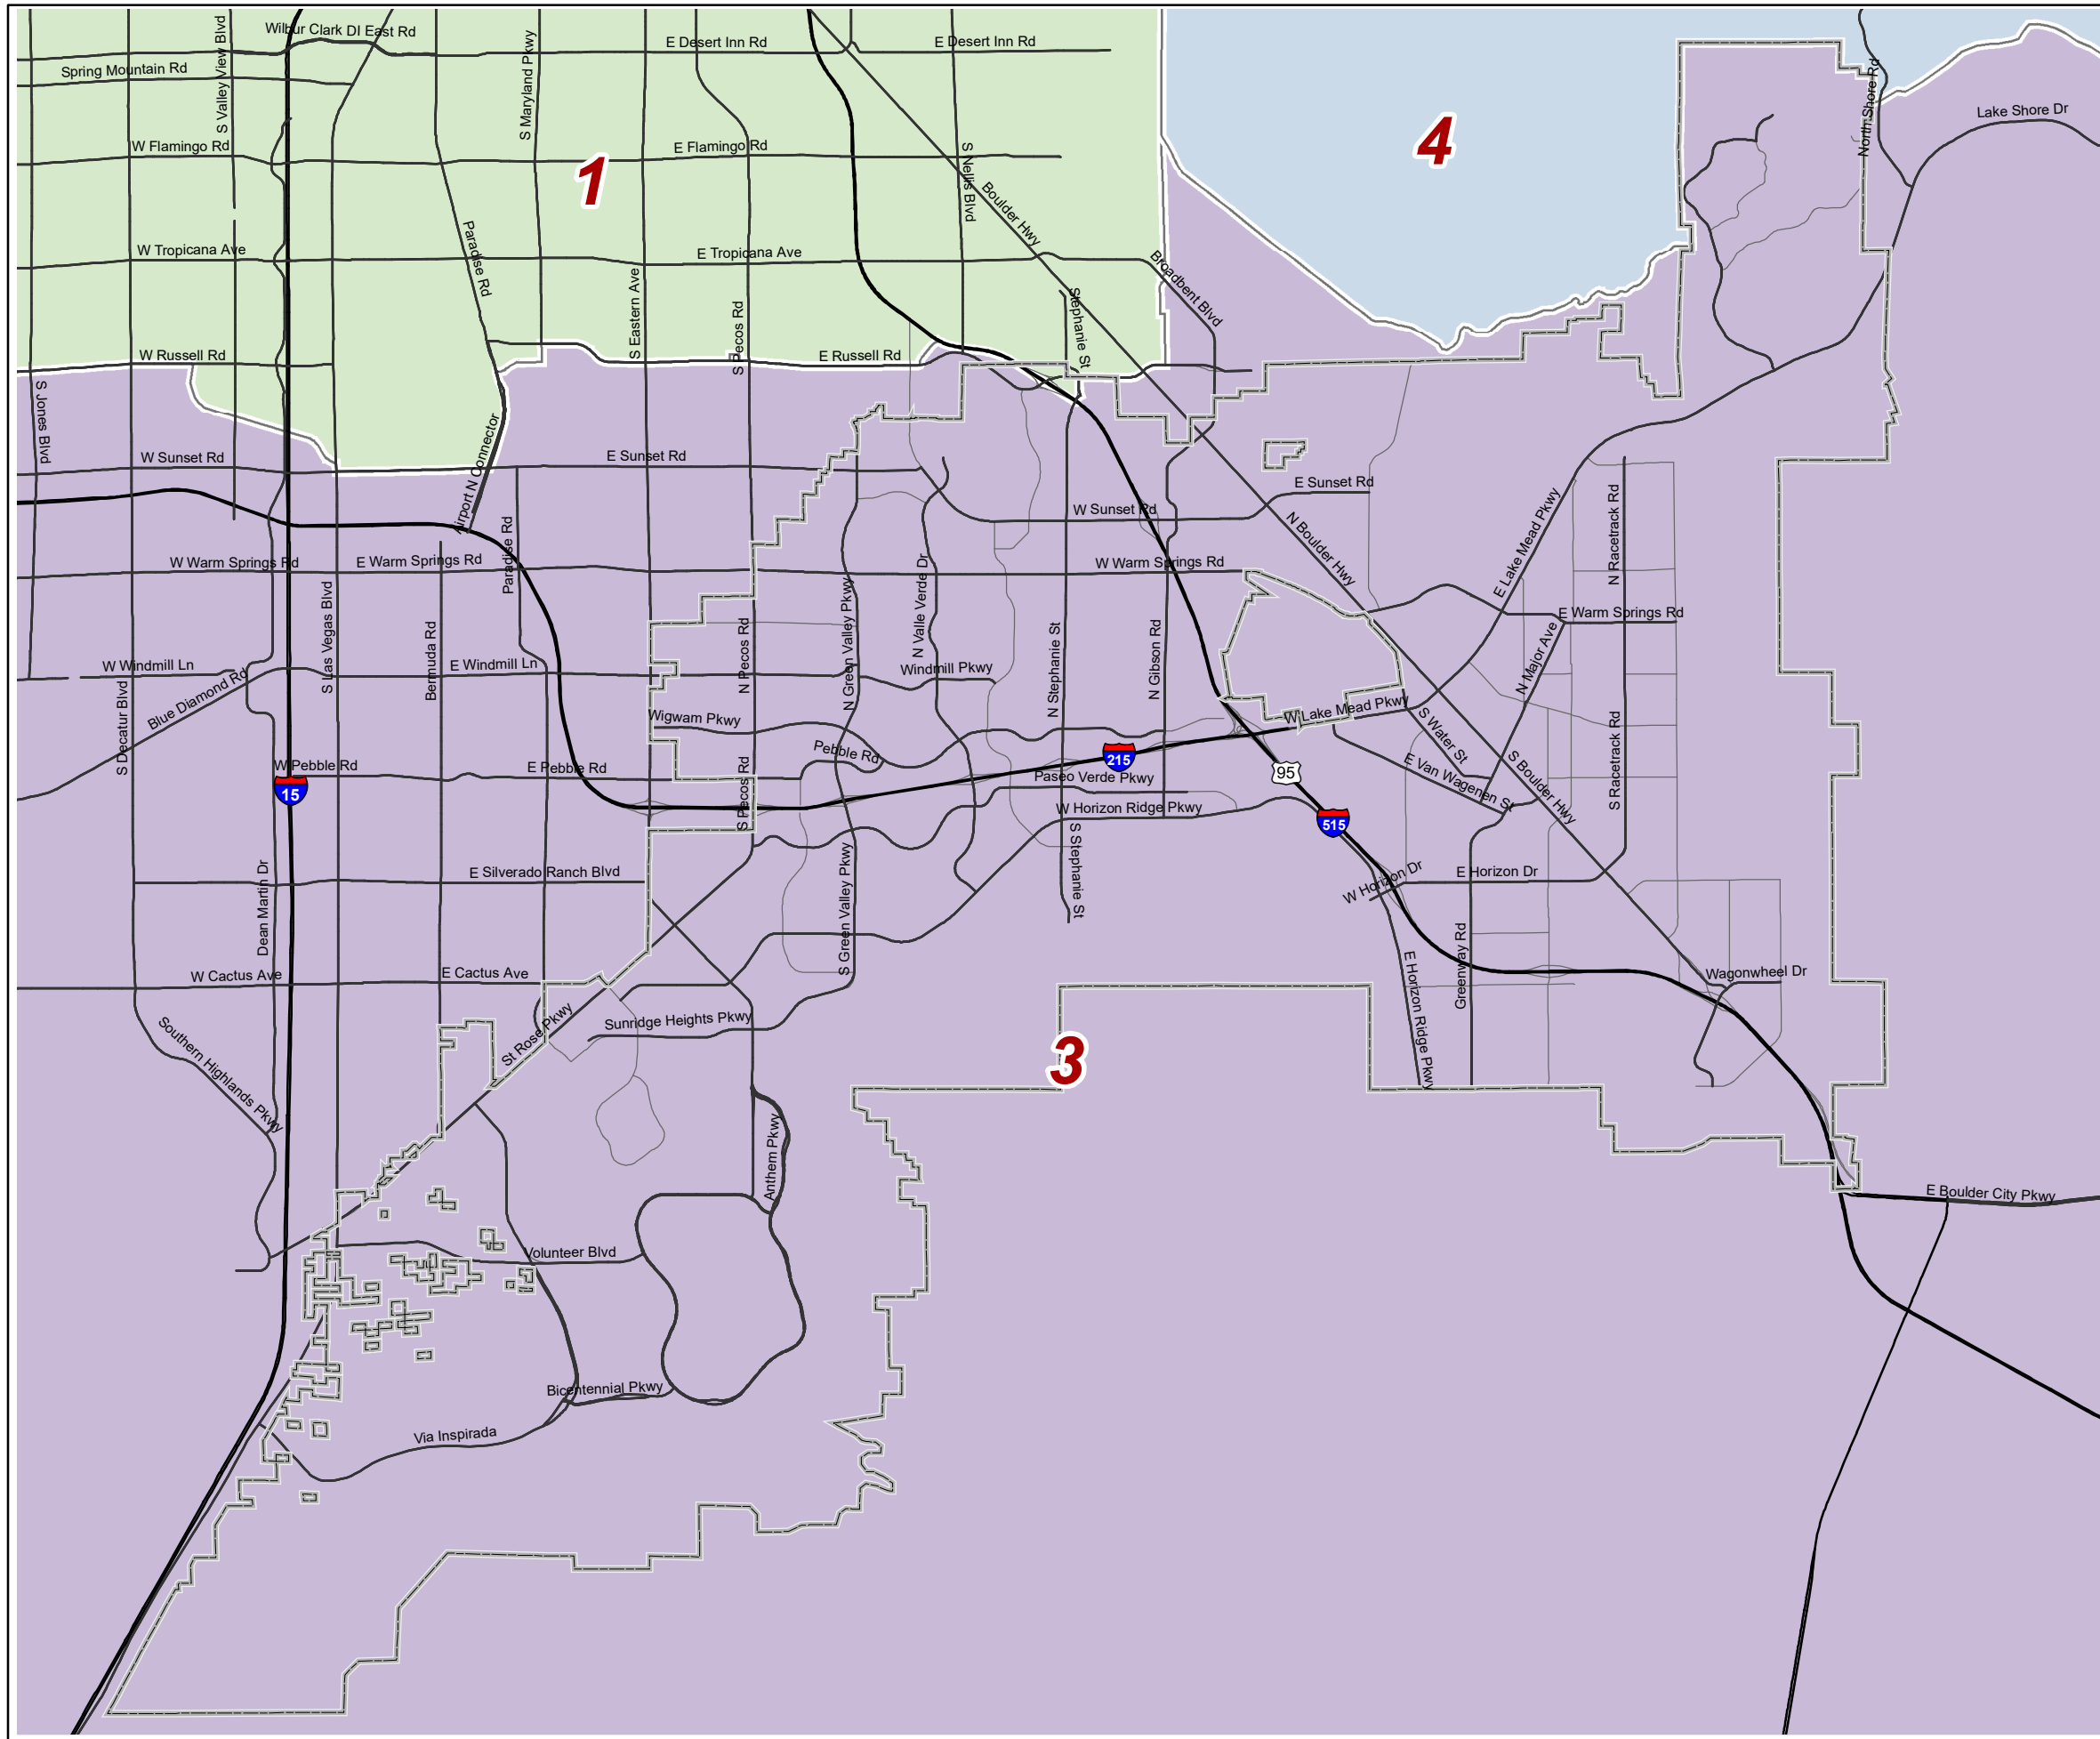 Wilbur Clark DI East Rd
E Desert Inn Rd
E Desert Inn Rd
Spring Mountain Rd
S Valley View Blvd
S Maryland Pkwy
North Shore Rd
Lake Shore Dr
W Flamingo Rd
E Flamingo Rd
1
4
S Nellis Blvd
Boulder Hwy
W Tropicana Ave
Paradise Rd
E Tropicana Ave
Broadbent Blvd
S Eastern Ave
S Pecos Rd
Stephanie St
W Russell Rd
E Russell Rd
S Jones Blvd
W Sunset Rd
Airport N Connector
E Sunset Rd
E Sunset Rd
W Sunset Rd
N Boulder Hwy
E Lake Mead Pkwy
N Racetrack Rd
W Warm Springs Rd
E Warm Springs Rd
Paradise Rd
W Warm Springs Rd
N Valle Verde Dr
N Green Valley Pkwy
E Warm Springs Rd
S Las Vegas Blvd
Bermuda Rd
N Pecos Rd
N Stephanie St
N Gibson Rd
N Major Ave
W Windmill Ln
E Windmill Ln
Windmill Pkwy
Blue Diamond Rd
S Decatur Blvd
Wigwam Pkwy
W Lake Mead Pkwy
S Water St
S Racetrack Rd
Pebble Rd
W Pebble Rd
E Pebble Rd
215
95
Paseo Verde Pkwy
E Van Wagenen St
S Boulder Hwy
15
S Pecos Rd
W Horizon Ridge Pkwy
515
S Stephanie St
S Green Valley Pkwy
Dean Martin Dr
E Silverado Ranch Blvd
W Horizon Dr
E Horizon Dr
W Cactus Ave
E Cactus Ave
Greenway Rd
E Horizon Ridge Pkwy
Wagonwheel Dr
Southern Highlands Pkwy
St Rose Pkwy
Sunridge Heights Pkwy
3
Anthem Pkwy
E Boulder City Pkwy
Volunteer Blvd
Bicentennial Pkwy
Via Inspirada